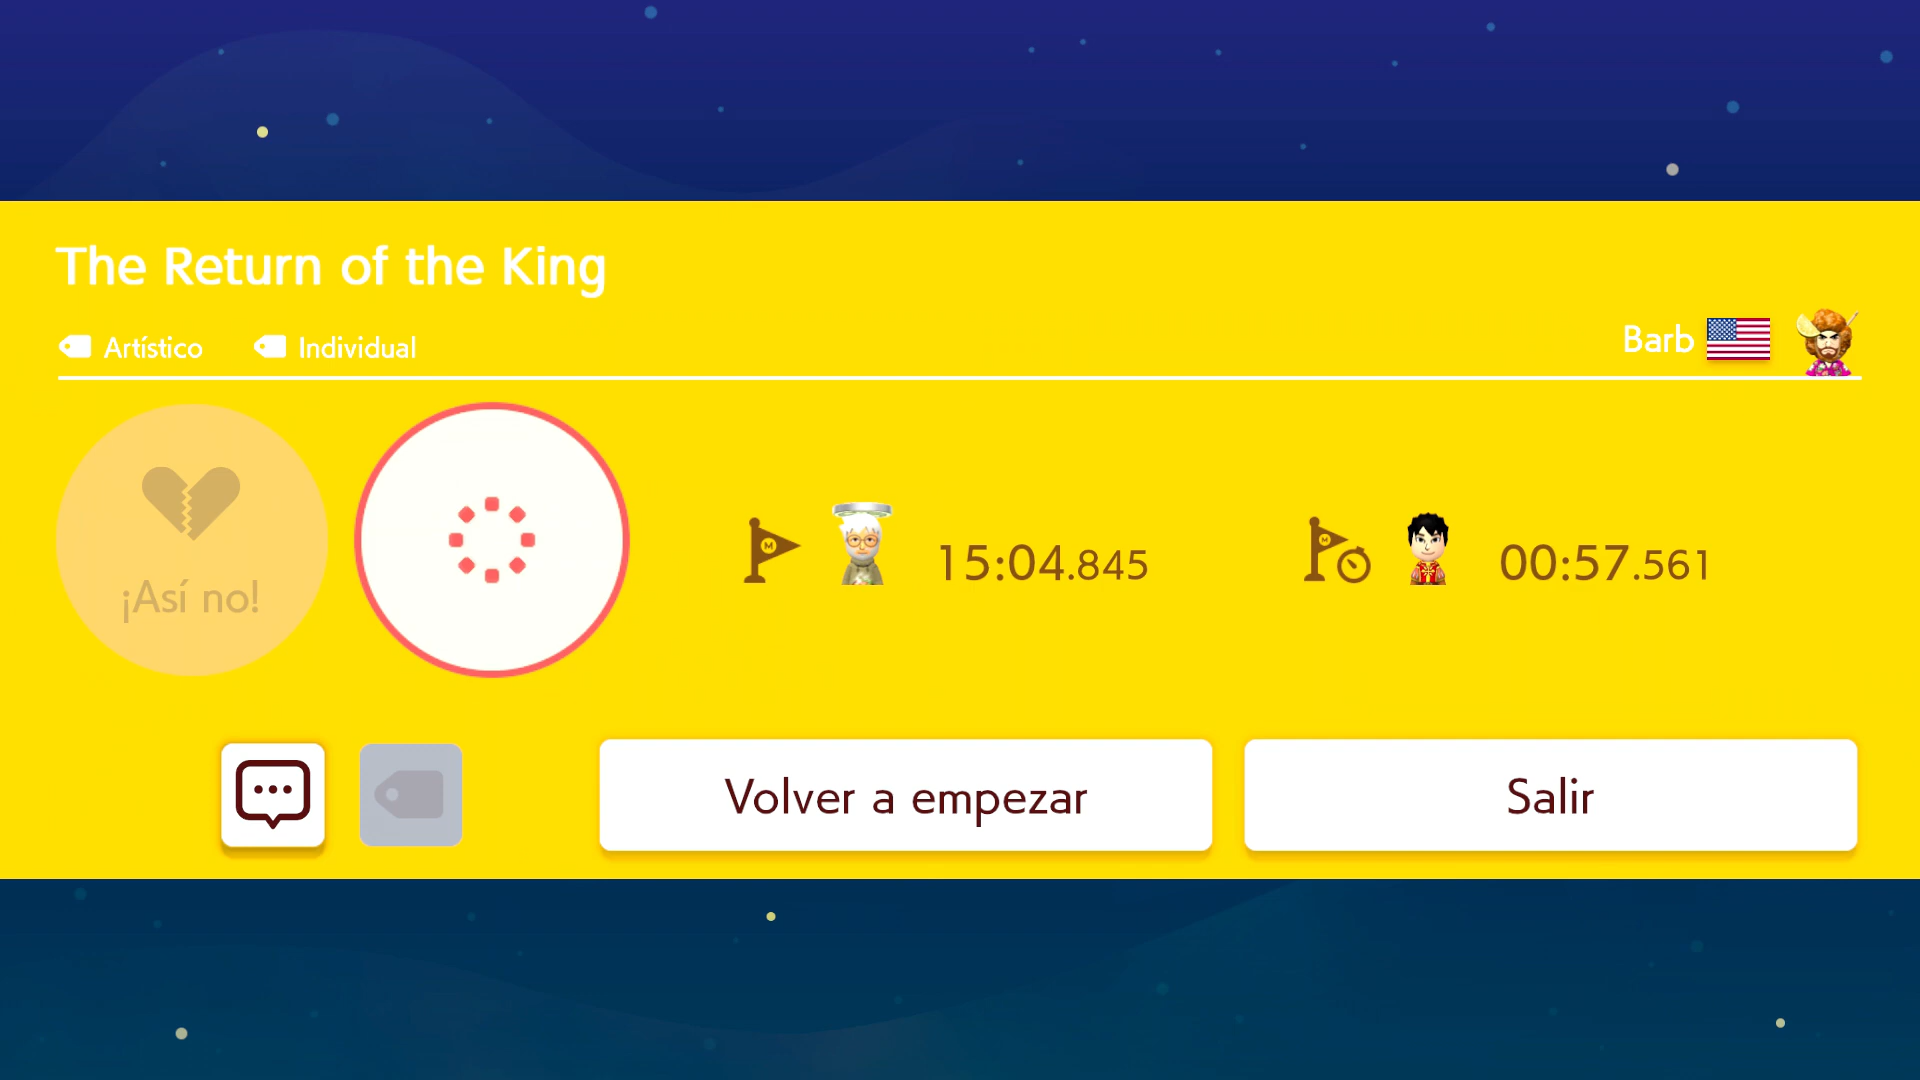 The Return of the King
Artístico Individual
Barb
M 15:04.845 M 00:57.561
¡Así no!
Volver a empezar Salir